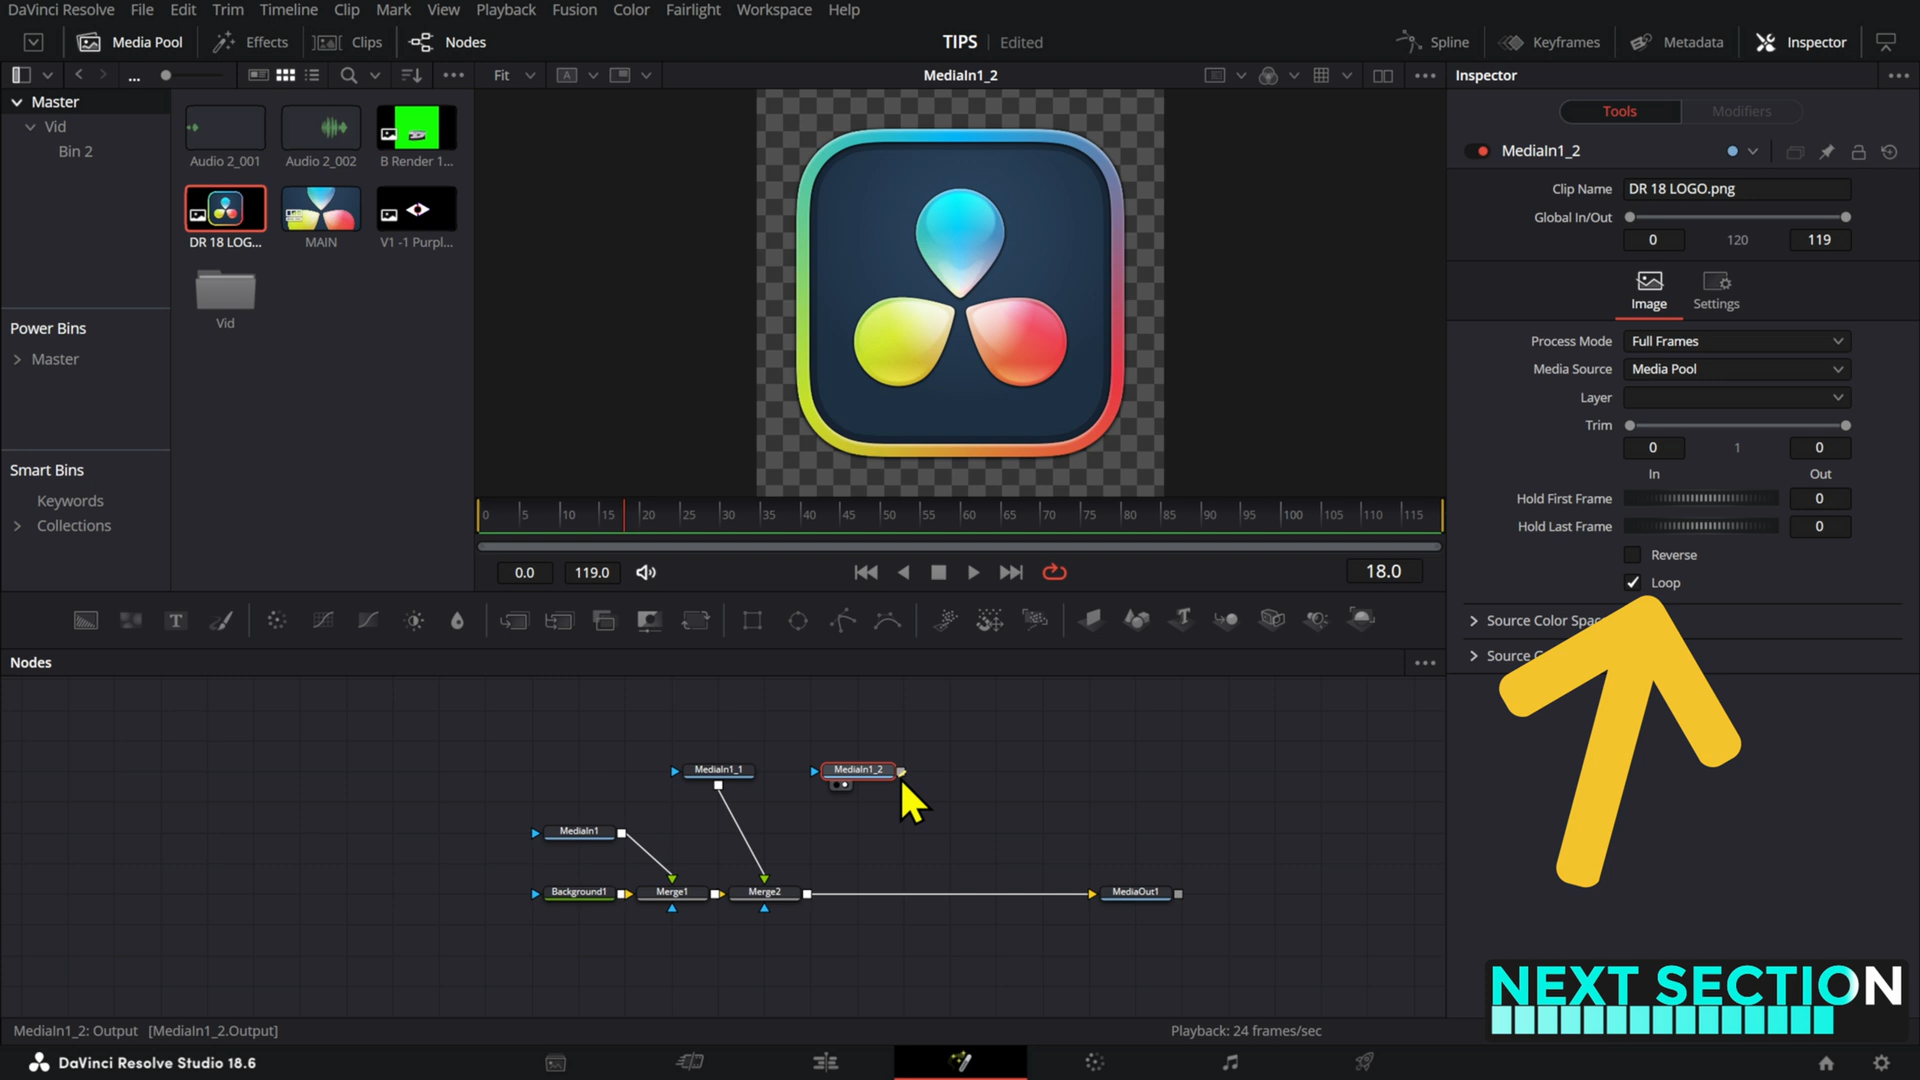 DaVinci Resolve File Edit Trim Timeline Clip Mark View Playback Fusion Color Fairlight Workspace Help
Media Pool Effects Clips Nodes TIPS Edited Spline Keyframes Metadata Inspector
... Fit A MediaIn1_2 Inspector
Master
Vid
Bin 2
Audio 2_001 Audio 2_002 B Render 1...
DR 18 LOG... MAIN V1 -1 Purpl...
Vid
Power Bins
Master
Smart Bins
Keywords
Collections
0 5 10 15 20 25 30 35 40 45 50 55 60 65 70 75 80 85 90 95 100 105 110 115
0.0 119.0 18.0
Tools Modifiers
MediaIn1_2
Clip Name DR 18 LOGO.png
Global In/Out
0 120 119
Image Settings
Process Mode Full Frames
Media Source Media Pool
Layer
Trim
0 1 0
In Out
Hold First Frame 0
Hold Last Frame 0
Reverse
Loop
Source Color Spac
Source
T T
Nodes
MediaIn1_1 MediaIn1_2
MediaIn1
Background1 Merge1 Merge2 MediaOut1
NEXT SECTION
MediaIn1_2: Output [MediaIn1_2.Output] Playback: 24 frames/sec
DaVinci Resolve Studio 18.6